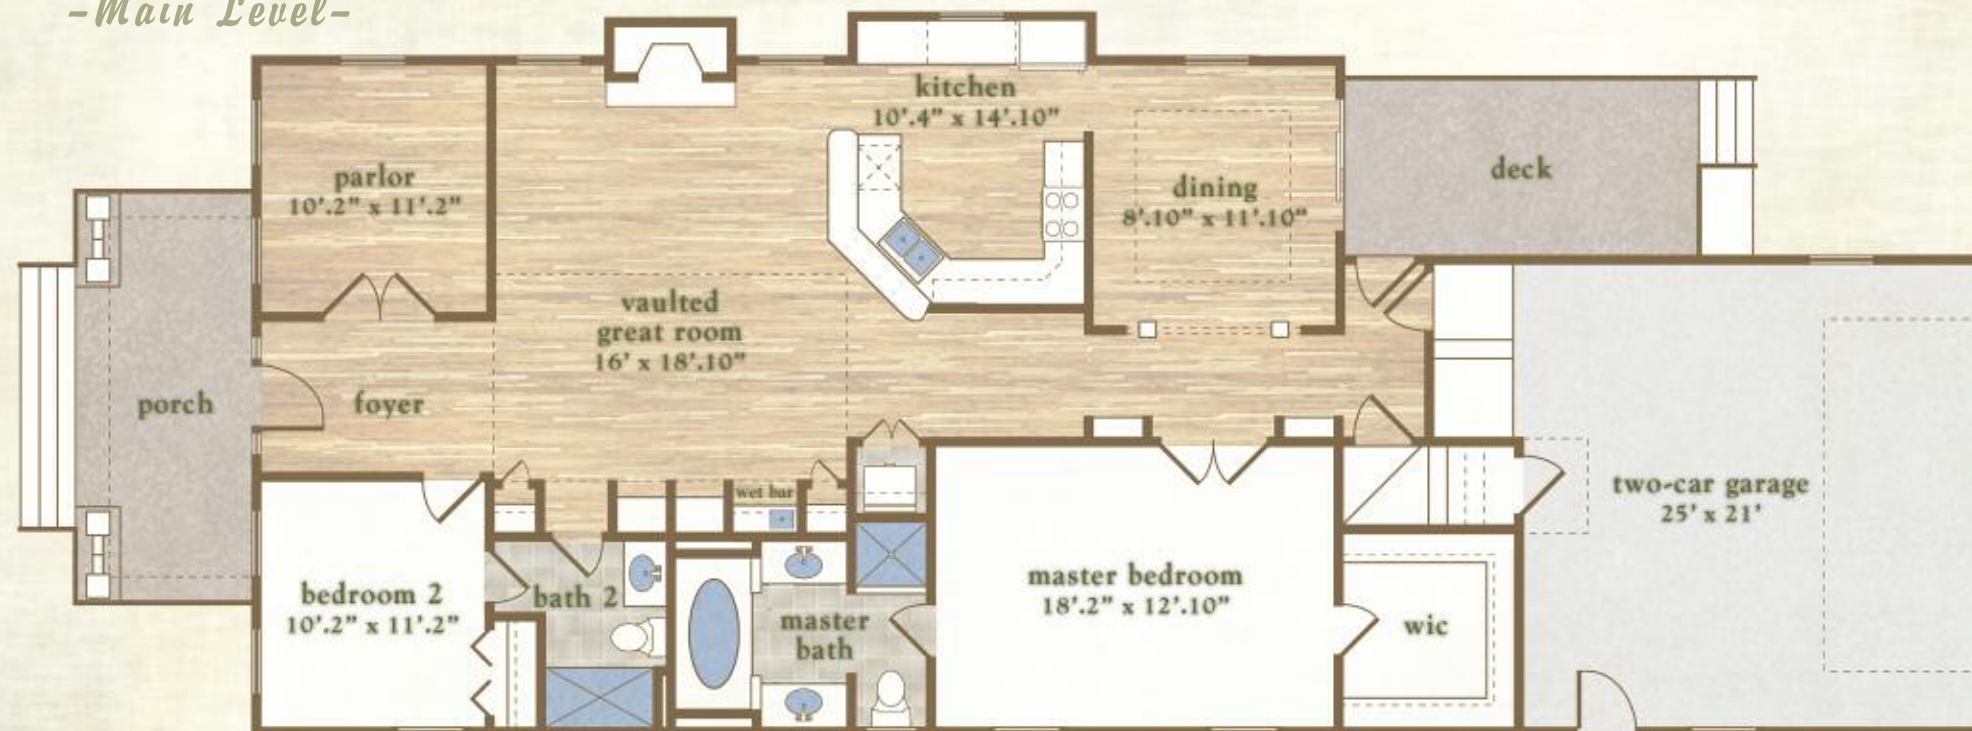 -Main Level-
kitchen
10'.4" x 14'.10"
parlor
10'.2" x 11'.2"
dining
8'.10" x 11'.10"
deck
vaulted
great room
16' x 18'.10"
porch
foyer
wet bar
two-car garage
25' x 21'
bedroom 2
10'.2" x 11'.2"
bath 2
master
bath
master bedroom
18'.2" x 12'.10"
wic